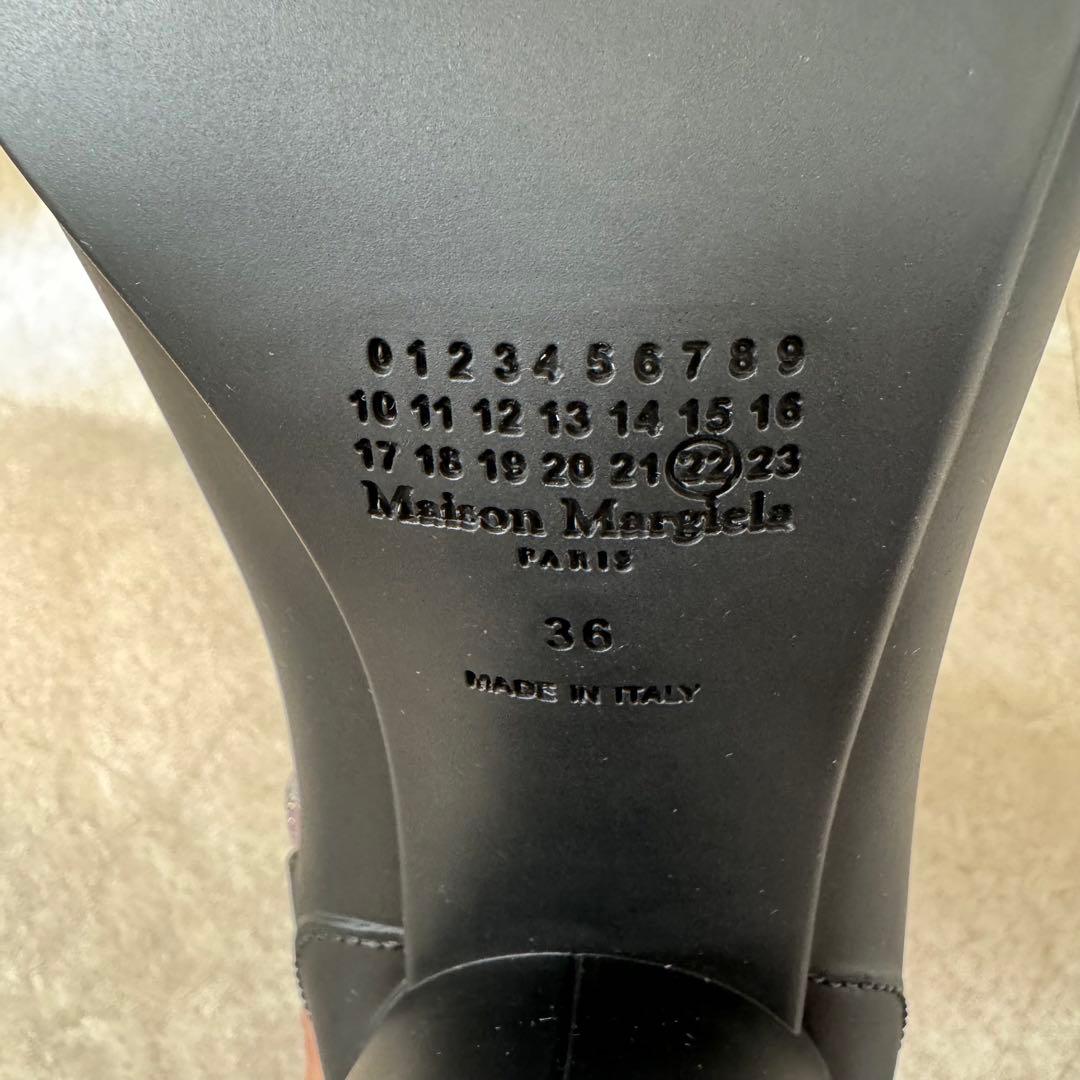 0 1 2 3 4 5 6 7 8 9
10 11 12 13 14 15 16
17 18 19 20 21 22 23
Maison Margiela
PARIS
36
MADE IN ITALY